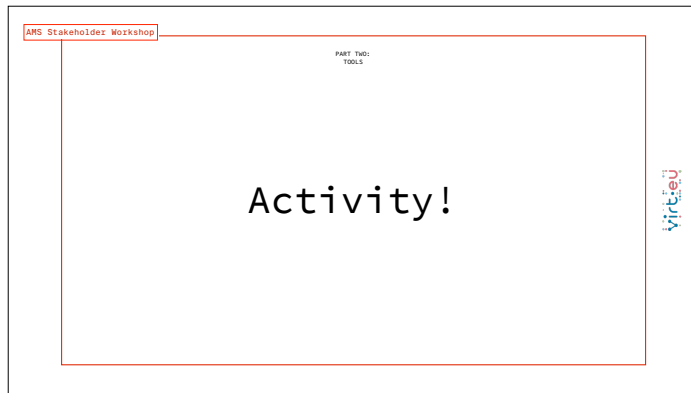 AMS Stakeholder Workshop
PART TWO:
TOOLS
Activity!
virt:eu